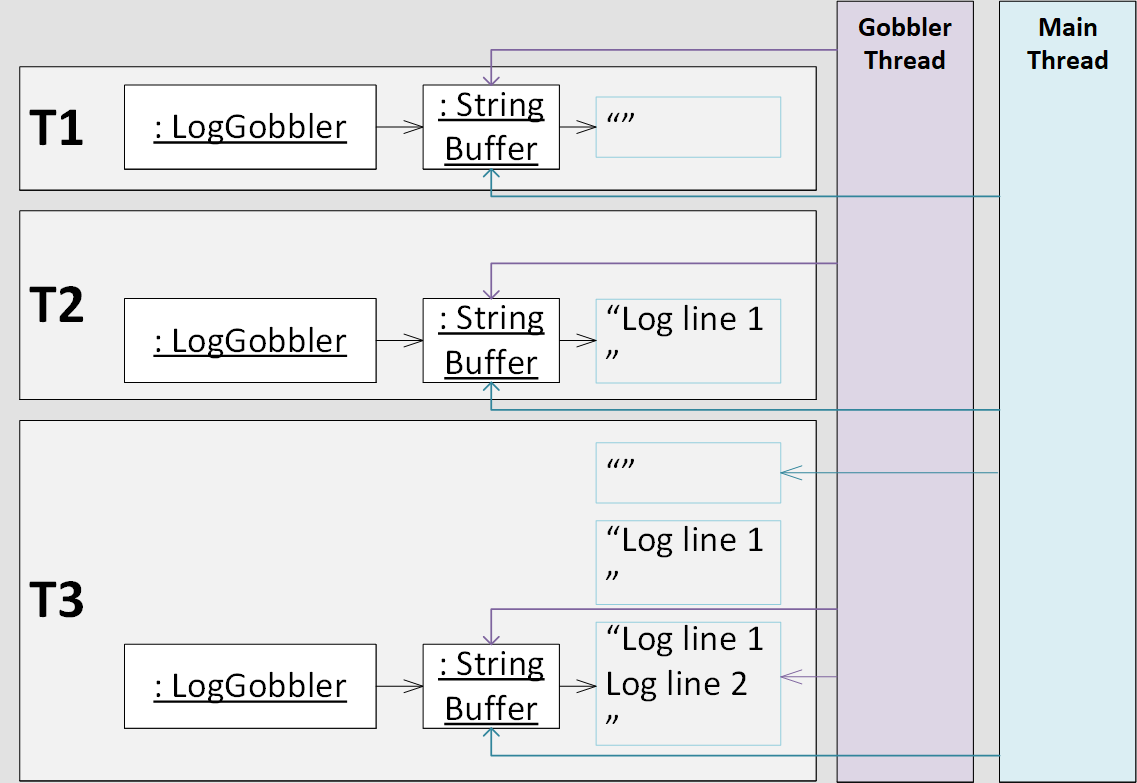 Gobbler
Thread
Main
Thread
T1
: LogGobbler
: String
Buffer
“”
T2
: LogGobbler
: String
Buffer
“Log line 1
”
T3
“”
“Log line 1
”
: LogGobbler
: String
Buffer
“Log line 1
Log line 2
”